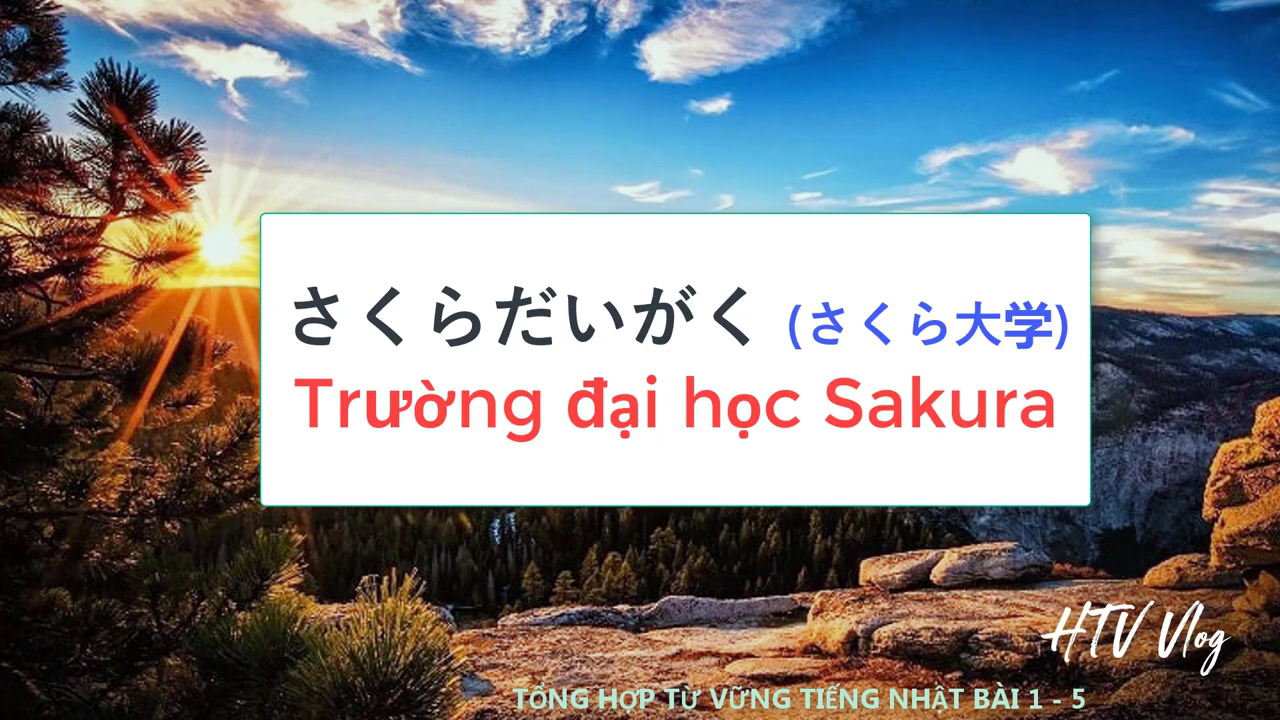 さくらだいがく (さくら大学)
Trường đại học Sakura
HTV Vlog
TỔNG HỢP TỪ VỮNG TIẾNG NHẬT BÀI 1 - 5